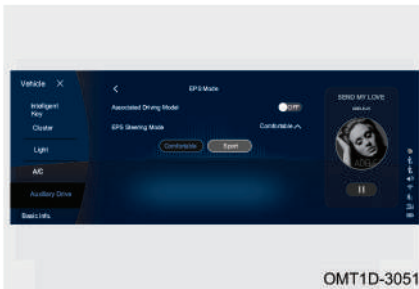 Vehicle ×
EPS Mode
Intelligent
Key
Associated Driving Model
OFF
Cluster
EPS Steering Mode
Comfortable
Light
Comfortable
Sport
A/C
Auxiliary Drive
Basic Info.
SEND MY LOVE
ADELE
OMT1D-3051